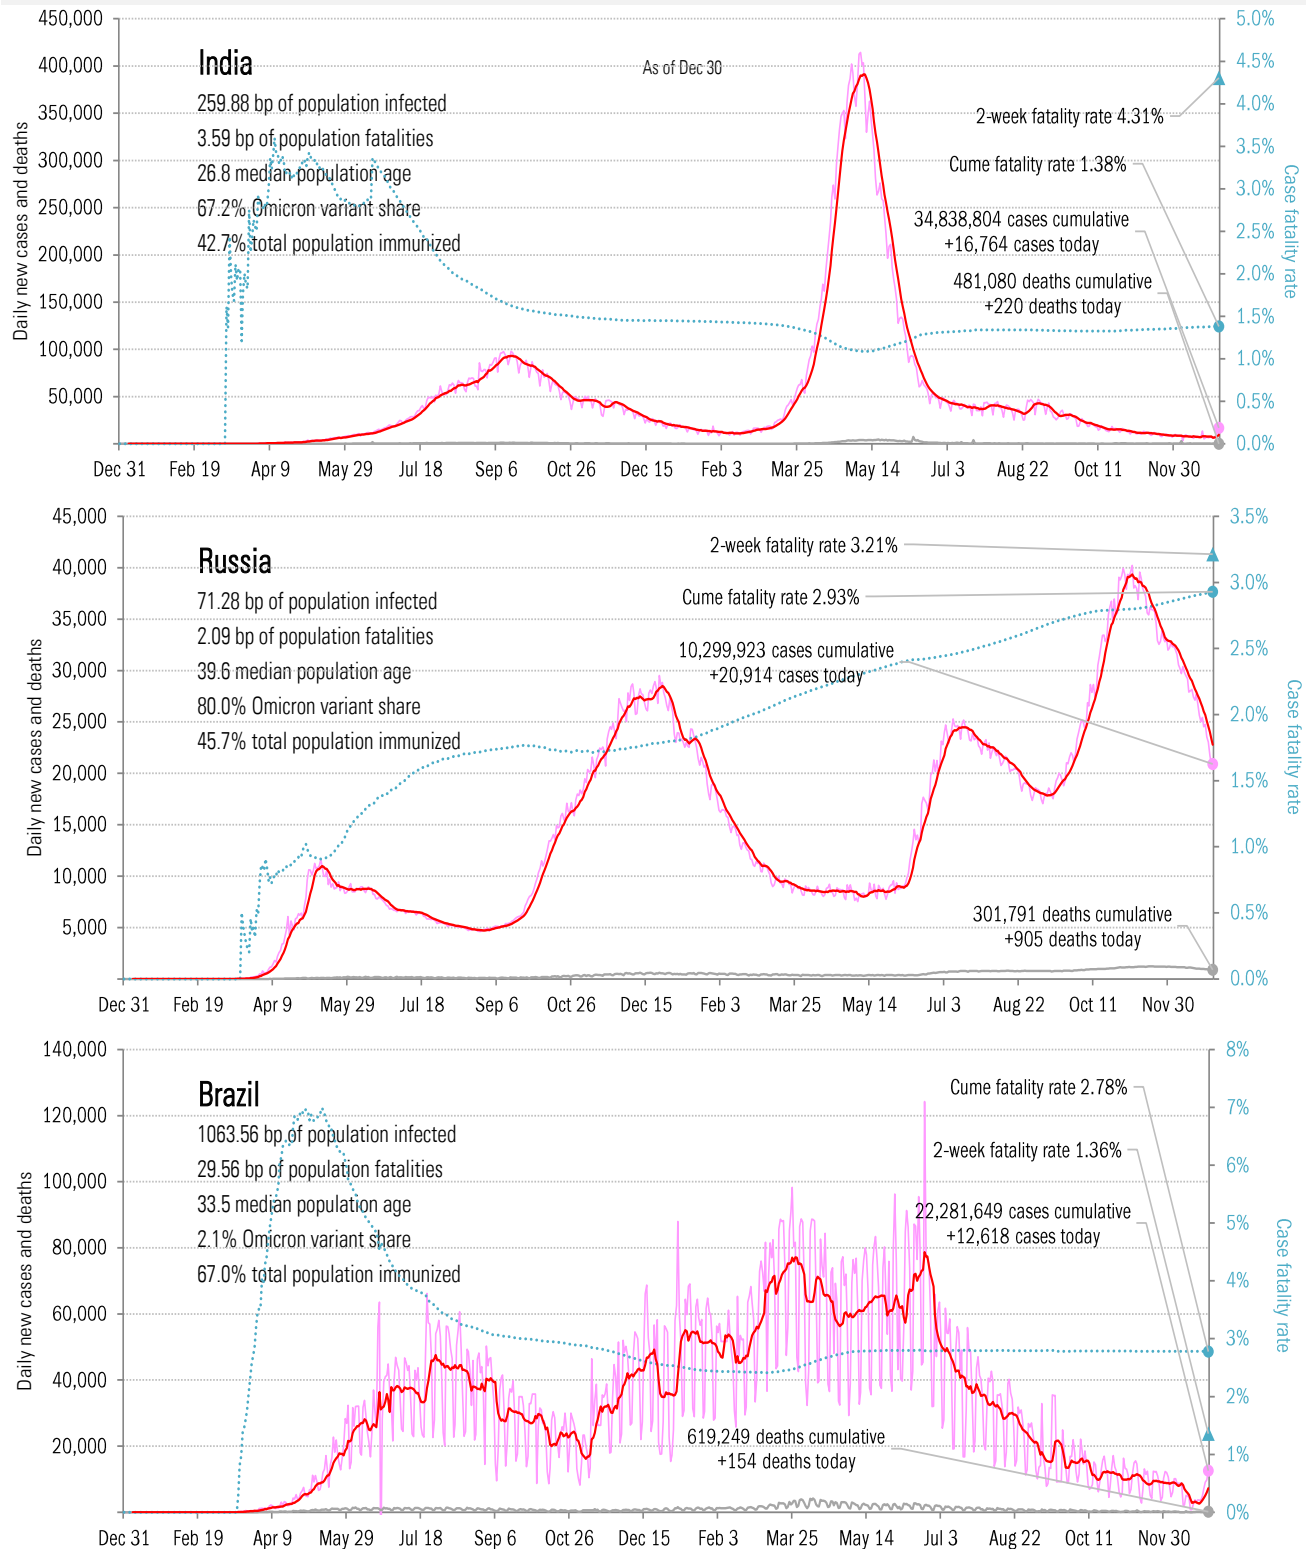 450,000
400,000
350,000
300,000
250,000
200,000
150,000
100,000
50,000
Daily new cases and deaths
India
259.88 bp of population infected
3.59 bp of population fatalities
26.8 median population age
67.2% Omicron variant share
42.7% total population immunized
As of Dec 30
2-week fatality rate 4.31%
Cume fatality rate 1.38%
34,838,804 cases cumulative
+16,764 cases today
481,080 deaths cumulative
+220 deaths today
5.0%
4.5%
4.0%
3.5%
3.0%
2.5%
2.0%
1.5%
1.0%
0.5%
0.0%
Case fatality rate
Dec 31 Feb 19 Apr 9 May 29 Jul 18 Sep 6 Oct 26 Dec 15 Feb 3 Mar 25 May 14 Jul 3 Aug 22 Oct 11 Nov 30
45,000
40,000
35,000
30,000
25,000
20,000
15,000
10,000
5,000
Daily new cases and deaths
Russia
71.28 bp of population infected
2.09 bp of population fatalities
39.6 median population age
80.0% Omicron variant share
45.7% total population immunized
2-week fatality rate 3.21%
Cume fatality rate 2.93%
10,299,923 cases cumulative
+20,914 cases today
301,791 deaths cumulative
+905 deaths today
3.5%
3.0%
2.5%
2.0%
1.5%
1.0%
0.5%
0.0%
Case fatality rate
Dec 31 Feb 19 Apr 9 May 29 Jul 18 Sep 6 Oct 26 Dec 15 Feb 3 Mar 25 May 14 Jul 3 Aug 22 Oct 11 Nov 30
140,000
120,000
100,000
80,000
60,000
40,000
20,000
Daily new cases and deaths
Brazil
1063.56 bp of population infected
29.56 bp of population fatalities
33.5 median population age
2.1% Omicron variant share
67.0% total population immunized
Cume fatality rate 2.78%
2-week fatality rate 1.36%
22,281,649 cases cumulative
+12,618 cases today
619,249 deaths cumulative
+154 deaths today
8%
7%
6%
5%
4%
3%
2%
1%
0%
Case fatality rate
Dec 31 Feb 19 Apr 9 May 29 Jul 18 Sep 6 Oct 26 Dec 15 Feb 3 Mar 25 May 14 Jul 3 Aug 22 Oct 11 Nov 30